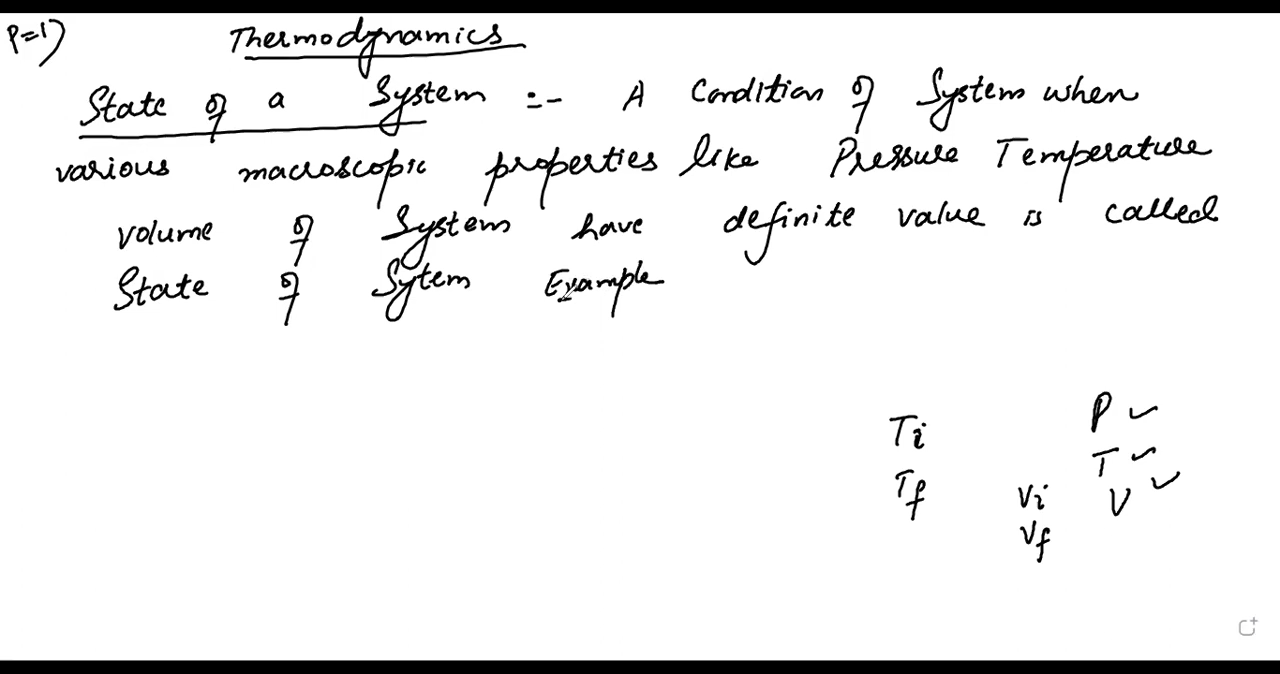 P=1)
Thermodynamics
State of a System :- A Condition of System when
various macroscopic properties like Pressure Temperature
volume of System have definite value is called
State of Sytem Example
P
Ti
T
Tf
Vi V
Vf